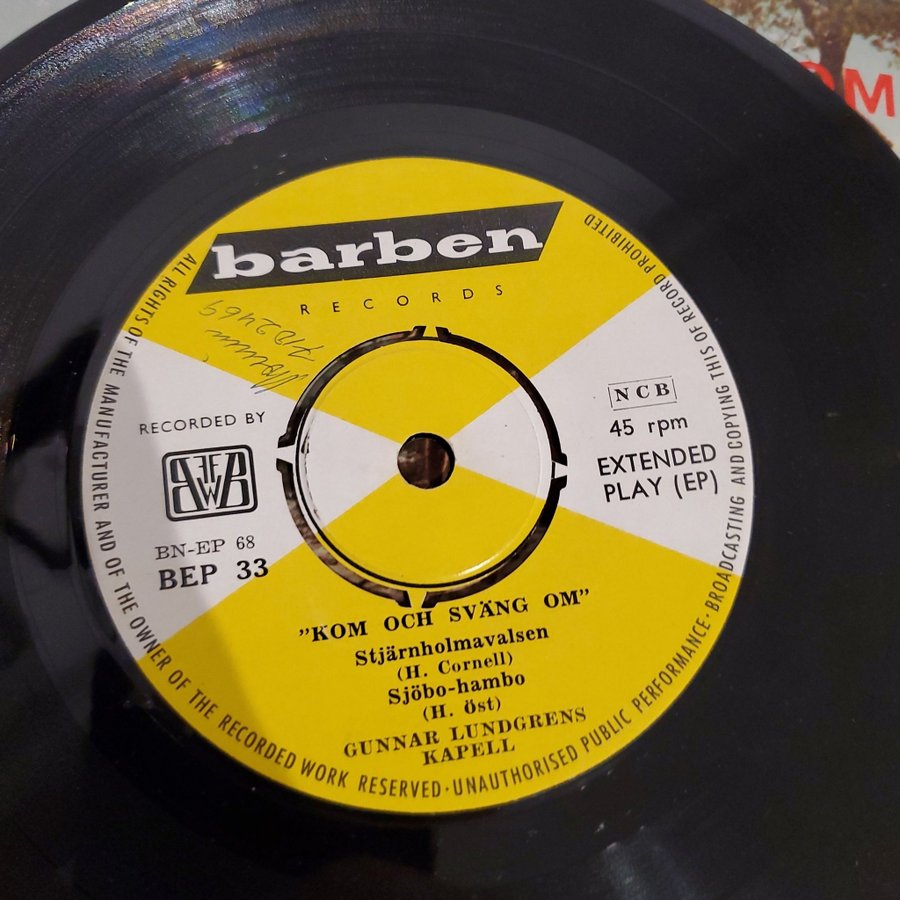 OM
barben
RECORDS
RECORDED BY
BN-EP 68
BEP 33
NCB
45 rpm
EXTENDED
PLAY (EP)
"KOM OCH SVÄNG OM"
Stjärnholmavalsen
(H. Cornell)
Sjöbo-hambo
(H. Öst)
GUNNAR LUNDGRENS
KAPELL
ALL RIGHTS OF THE MANUFACTURER AND OF THE OWNER OF THE RECORDED WORK RESERVED · UNAUTHORISED PUBLIC PERFORMANCE · BROADCASTING AND COPYING THIS OF RECORD PROHIBITED